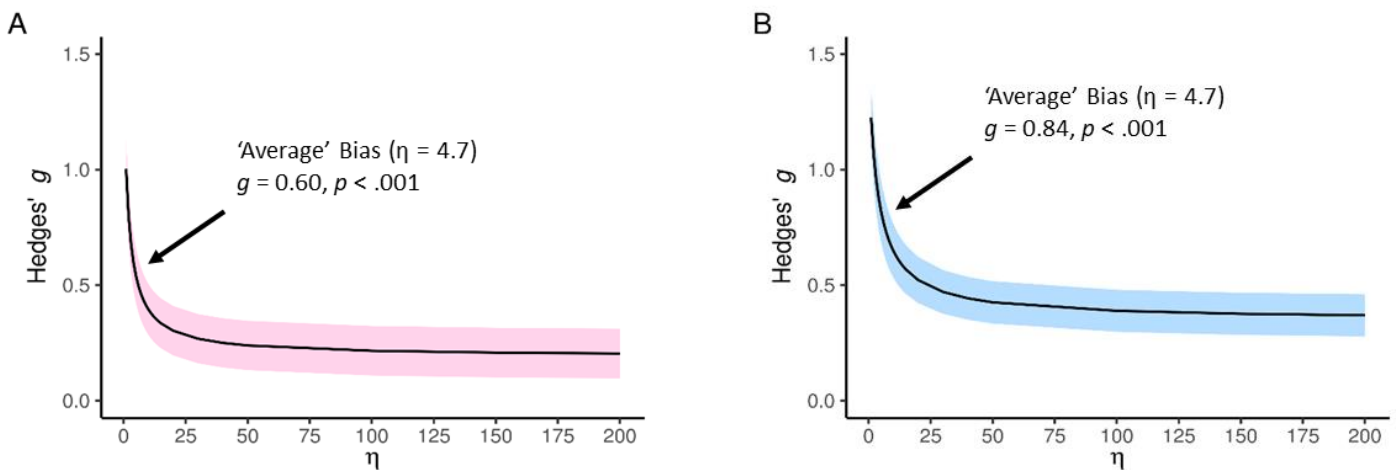 A
1.5
1.0
0.5
0.0
Hedges' g
‘Average’ Bias (η = 4.7)
g = 0.60, p < .001
0 25 50 75 100 125 150 175 200
η
B
1.5
1.0
0.5
0.0
Hedges' g
‘Average’ Bias (η = 4.7)
g = 0.84, p < .001
0 25 50 75 100 125 150 175 200
η